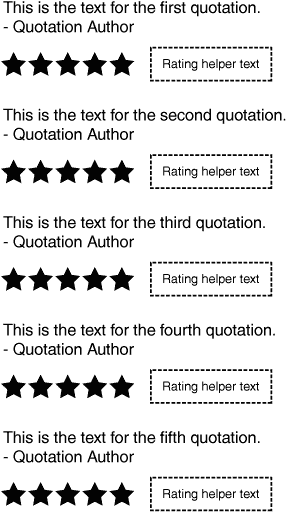 This is the text for the first quotation.
- Quotation Author
Rating helper text
This is the text for the second quotation.
- Quotation Author
Rating helper text
This is the text for the third quotation.
- Quotation Author
Rating helper text
This is the text for the fourth quotation.
- Quotation Author
Rating helper text
This is the text for the fifth quotation.
- Quotation Author
Rating helper text